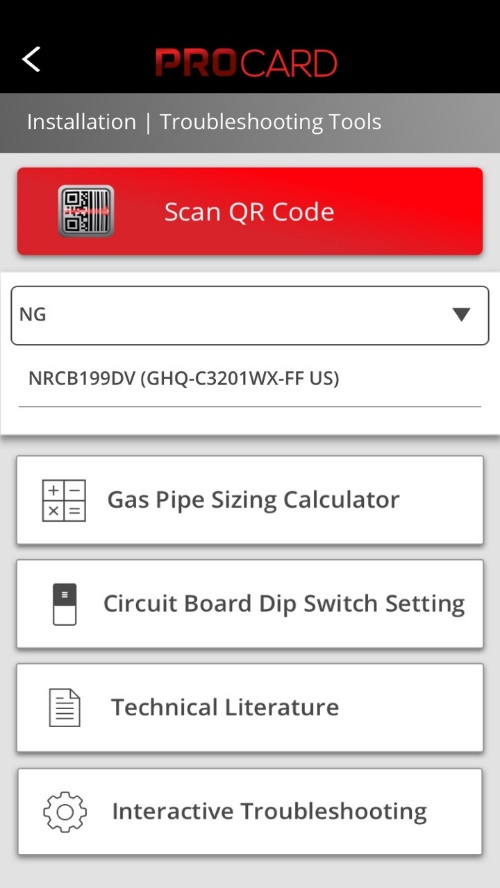 PROCARD
Installation | Troubleshooting Tools
Scan QR Code
NG
NRCB199DV (GHQ-C3201WX-FF US)
Gas Pipe Sizing Calculator
Circuit Board Dip Switch Setting
Technical Literature
Interactive Troubleshooting